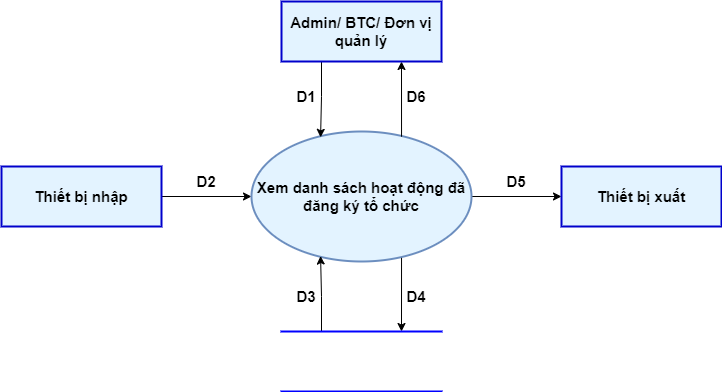 Admin/ BTC/ Đơn vị
quản lý
D1
D6
Thiết bị nhập
D2
Xem danh sách hoạt động đã
đăng ký tổ chức
D5
Thiết bị xuất
D3
D4